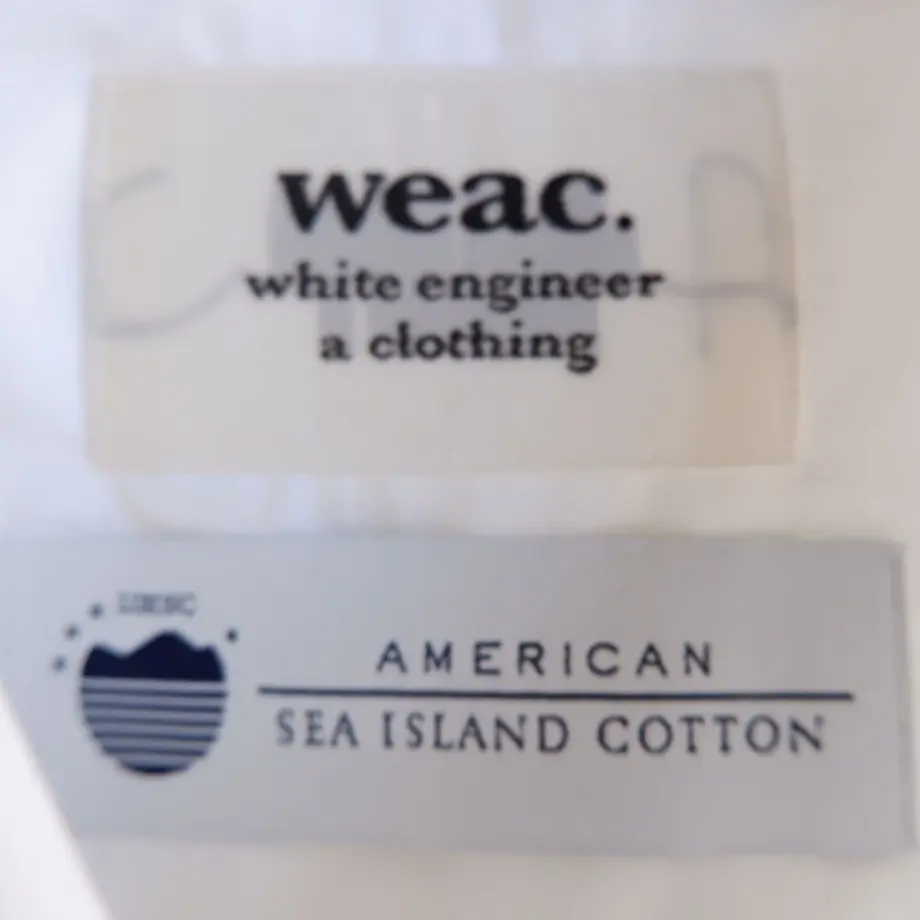 weac.
white engineer
a clothing
AMERICAN
SEA ISLAND COTTON